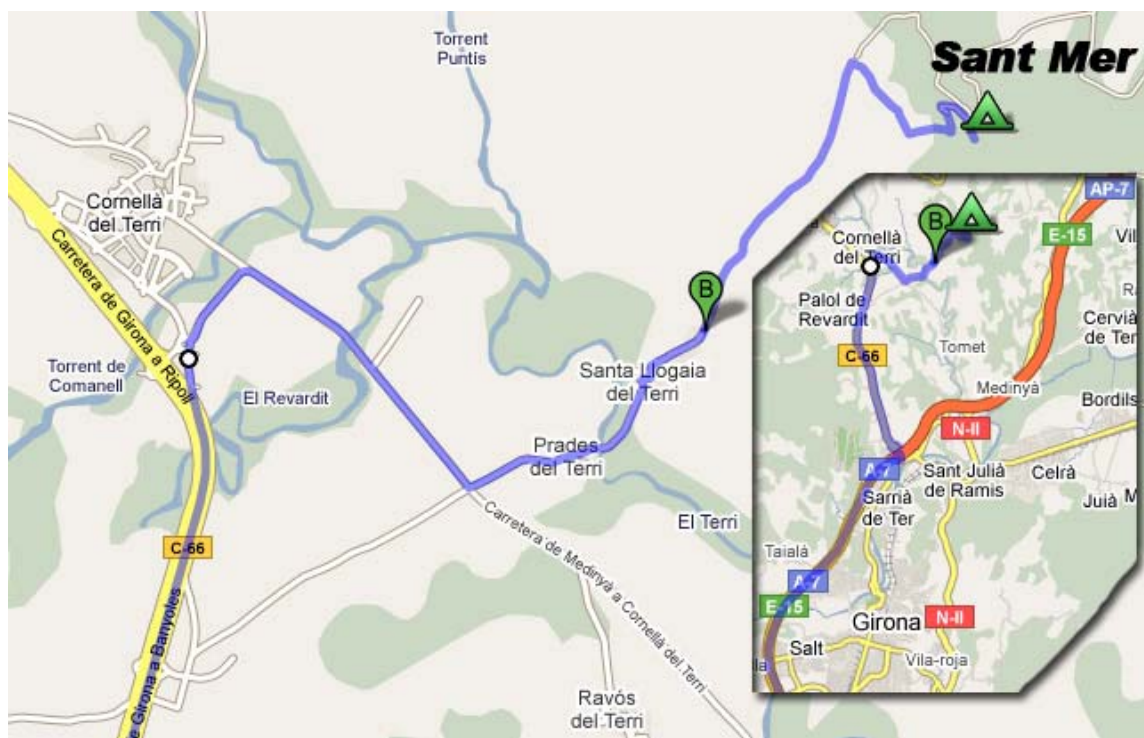 Torrent
Puntís
Sant Mer
Cornellà
del Terri
Carretera de Girona a Ripoll
Torrent de
Comanell
El Revardit
B
Santa Llogaia
del Terri
Prades
del Terri
El Terri
C-66
Carretera de Medinyà a Cornellà del Terri
de Girona a Banyoles
Ravós
del Terri
AP-7
B
E-15
Vil
Cornellà
del Terri
Palol de
Revardit
Cervià
de Ter
Tomet
C-66
Medinyà
Bordils
N-II
A-7
Sant Julià
de Ramis
Celrà
Sarrià
de Ter
Juià
M
Taialà
A-7
E-15
Girona
N-II
Salt
Vila-roja